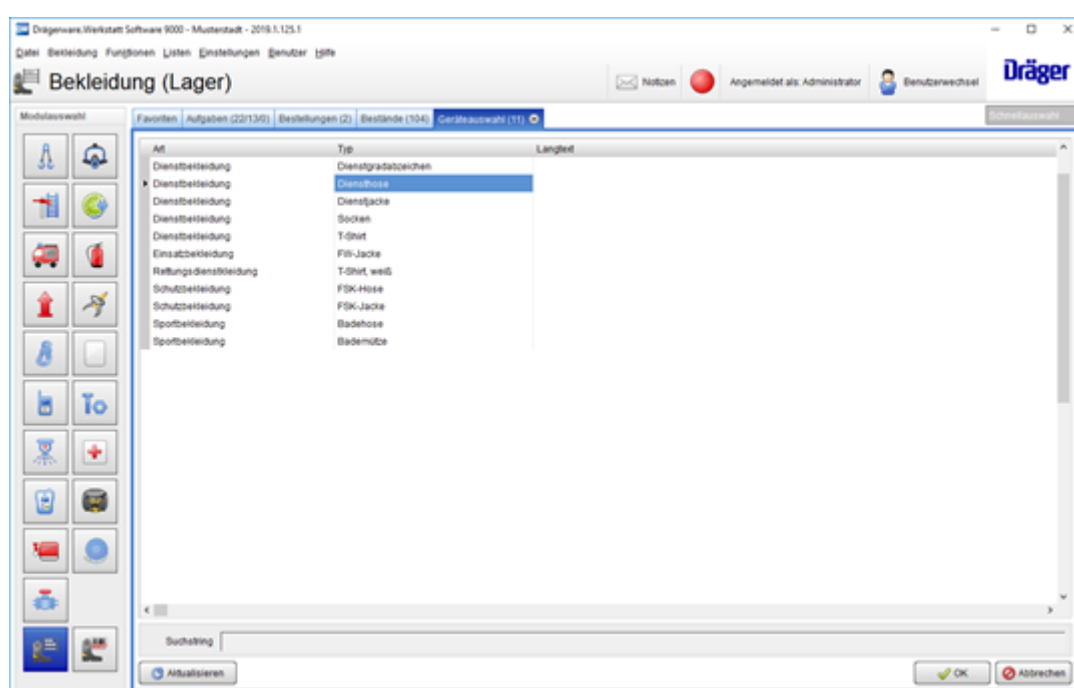 Drägerware.Werkstatt Software 9000 - Musterstadt - 2019.1.125.1
Datei Bekleidung Funktionen Listen Einstellungen Benutzer Hilfe
Bekleidung (Lager) Notizen Angemeldet als: Administrator Benutzerwechsel Dräger
Modulauswahl Favoriten Aufgaben (22/13/0) Bestellungen (2) Bestände (104) Geräteauswahl (11) Schnellauswahl
Art Typ Langtext
Dienstbekleidung Dienstgradabzeichen
Dienstbekleidung Diensthose
Dienstbekleidung Dienstjacke
Dienstbekleidung Socken
Dienstbekleidung T-Shirt
Einsatzbekleidung FW-Jacke
Rettungsdienstkleidung T-Shirt, weiß
Schutzbekleidung FSK-Hose
Schutzbekleidung FSK-Jacke
Sportbekleidung Badehose
Sportbekleidung Bademütze
Suchstring
Aktualisieren OK Abbrechen